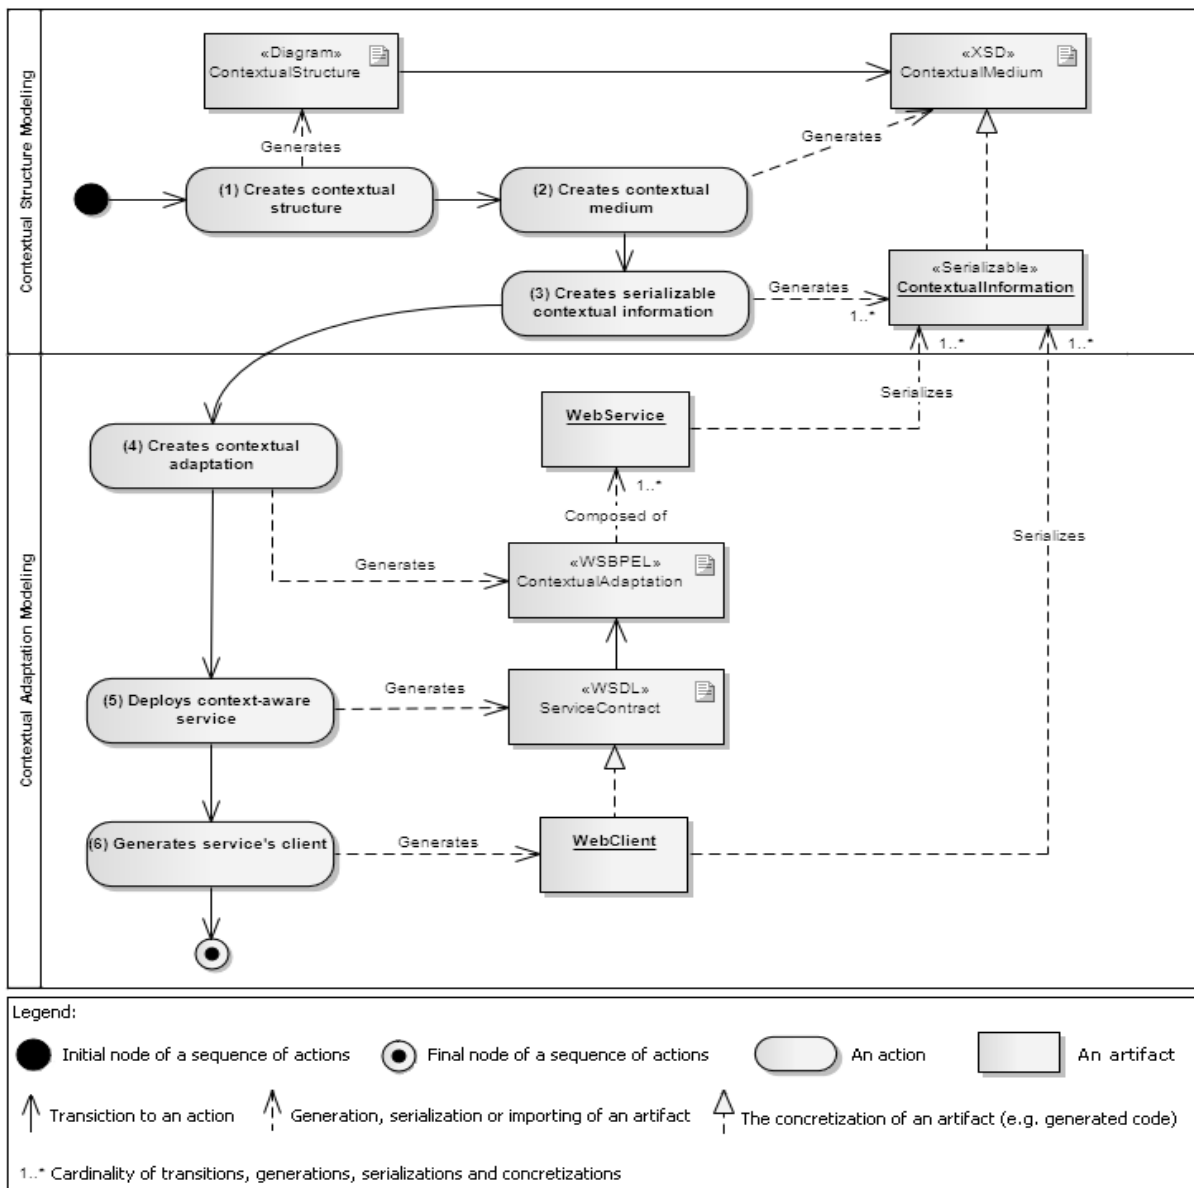 Contextual Structure Modeling
«Diagram»
ContextualStructure
«XSD»
ContextualMedium
Generates
Generates
(1) Creates contextual
structure
(2) Creates contextual
medium
(3) Creates serializable
contextual information
Generates
1..*
«Serializable»
ContextualInformation
1..*
1..*
Contextual Adaptation Modeling
Serializes
WebService
(4) Creates contextual
adaptation
1..*
Composed of
Serializes
Generates
«WSBPEL»
ContextualAdaptation
(5) Deploys context-aware
service
Generates
«WSDL»
ServiceContract
(6) Generates service's client
Generates
WebClient
Legend:
Initial node of a sequence of actions
Final node of a sequence of actions
An action
An artifact
Transiction to an action
Generation, serialization or importing of an artifact
The concretization of an artifact (e.g. generated code)
1..* Cardinality of transitions, generations, serializations and concretizations